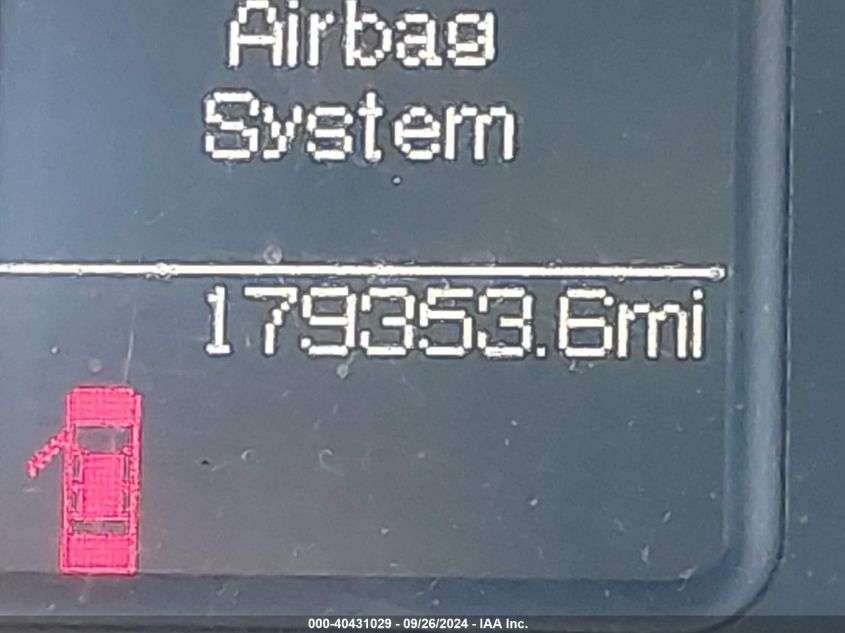 Airbag
System
179353.6mi
000-40431029 - 09/26/2024 - IAA Inc.